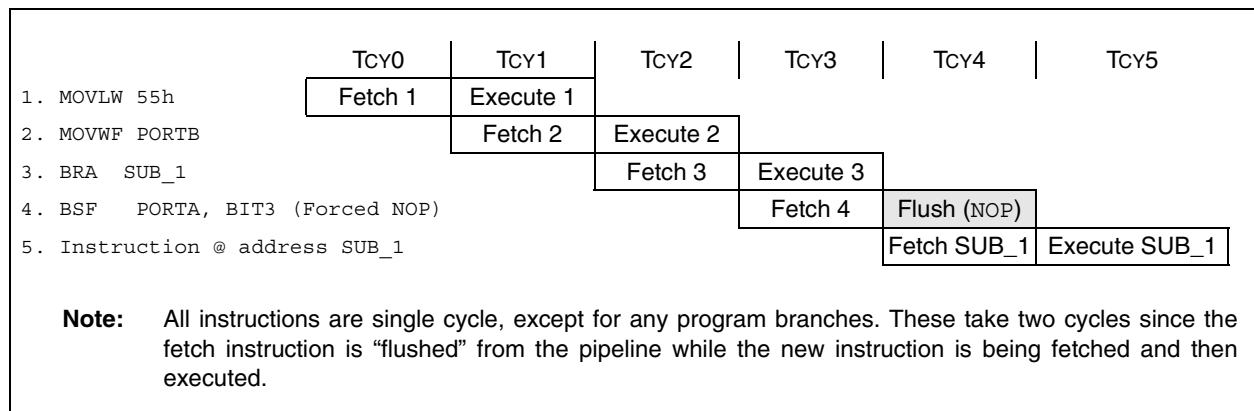 TCY0 TCY1 TCY2 TCY3 TCY4 TCY5
1. MOVLW 55h Fetch 1 Execute 1
2. MOVWF PORTB Fetch 2 Execute 2
3. BRA SUB_1 Fetch 3 Execute 3
4. BSF PORTA, BIT3 (Forced NOP) Fetch 4 Flush (NOP)
5. Instruction @ address SUB_1 Fetch SUB_1 Execute SUB_1
Note: All instructions are single cycle, except for any program branches. These take two cycles since the
fetch instruction is “flushed” from the pipeline while the new instruction is being fetched and then
executed.